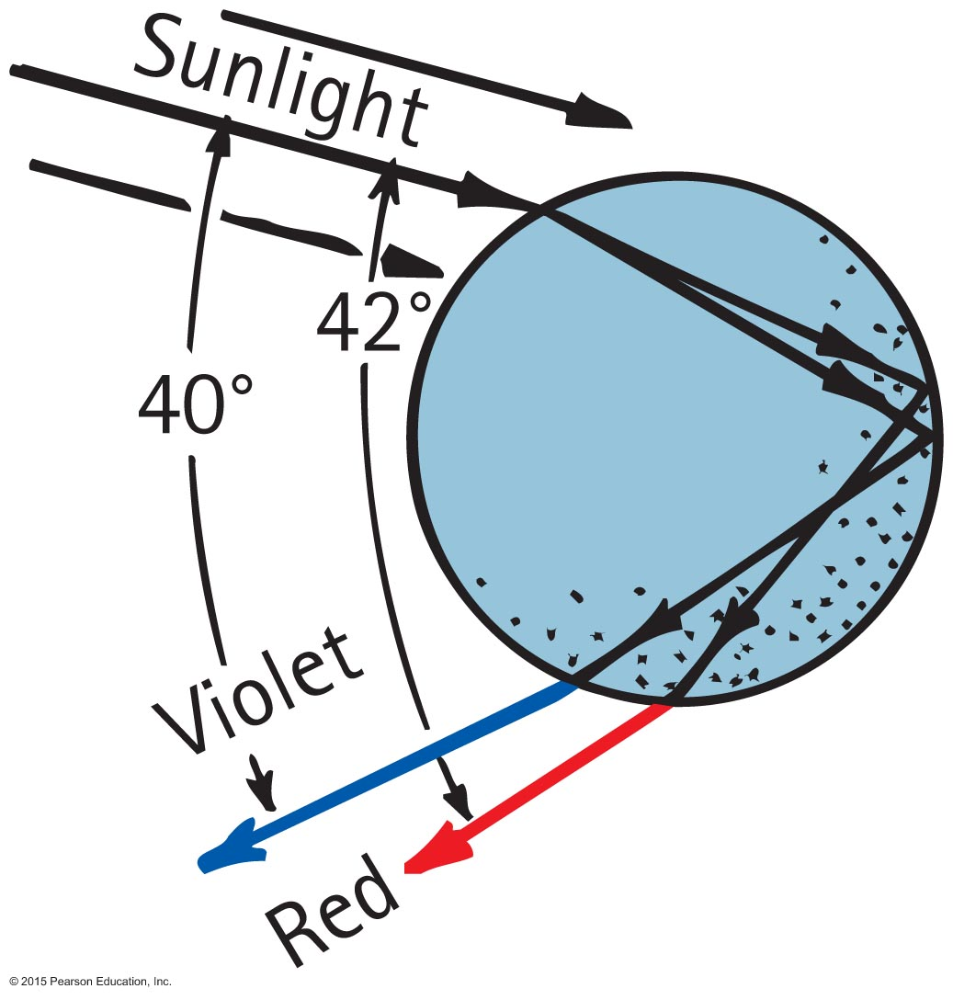 Sunlight
42°
40°
Violet
Red
© 2015 Pearson Education, Inc.